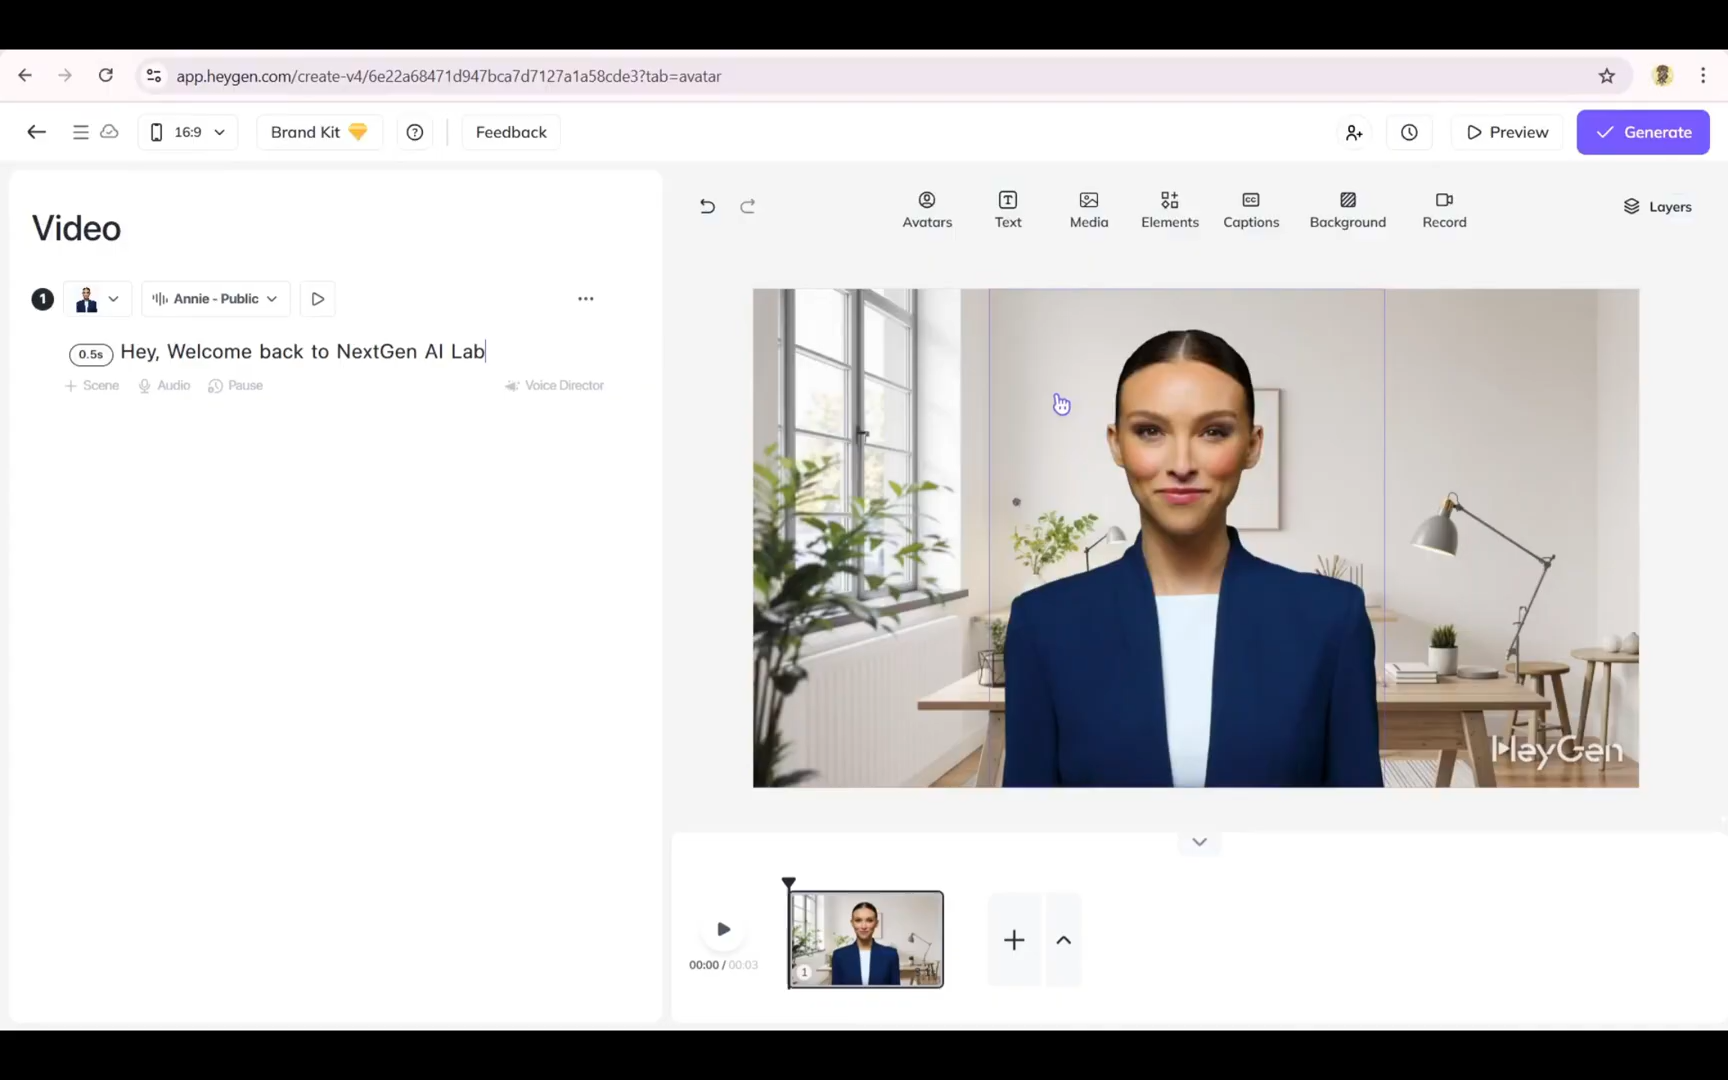 app.heygen.com/create-v4/6e22a68471d947bca7d7127a1a58cde3?tab=avatar
16:9
Brand Kit
Feedback
Preview
Generate
Video
Avatars
Text
Media
Elements
Captions
Background
Record
Layers
1
Annie - Public
0.5s Hey, Welcome back to NextGen AI Lab
Scene
Audio
Pause
Voice Director
HeyGen
1
00:00 / 00:03